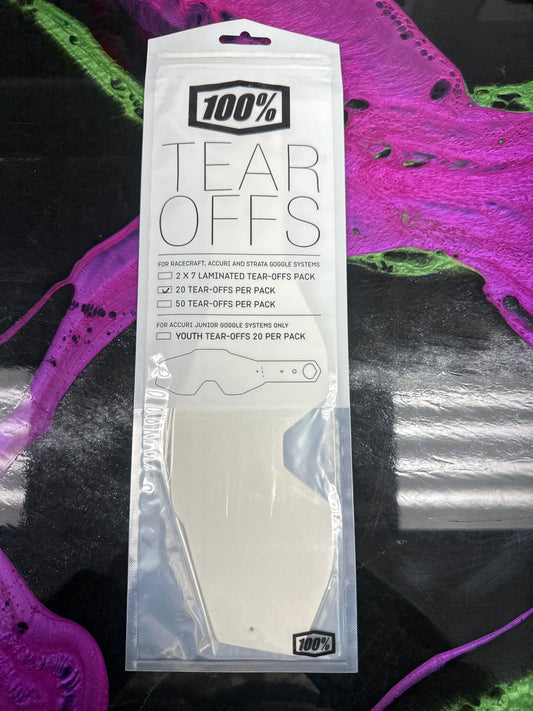 100%
TEAR
OFFS
FOR RACECRAFT, ACCURI AND STRATA GOGGLE SYSTEMS
2 X 7 LAMINATED TEAR-OFFS PACK
20 TEAR-OFFS PER PACK
50 TEAR-OFFS PER PACK
FOR ACCURI JUNIOR GOGGLE SYSTEMS ONLY
YOUTH TEAR-OFFS 20 PER PACK
100%